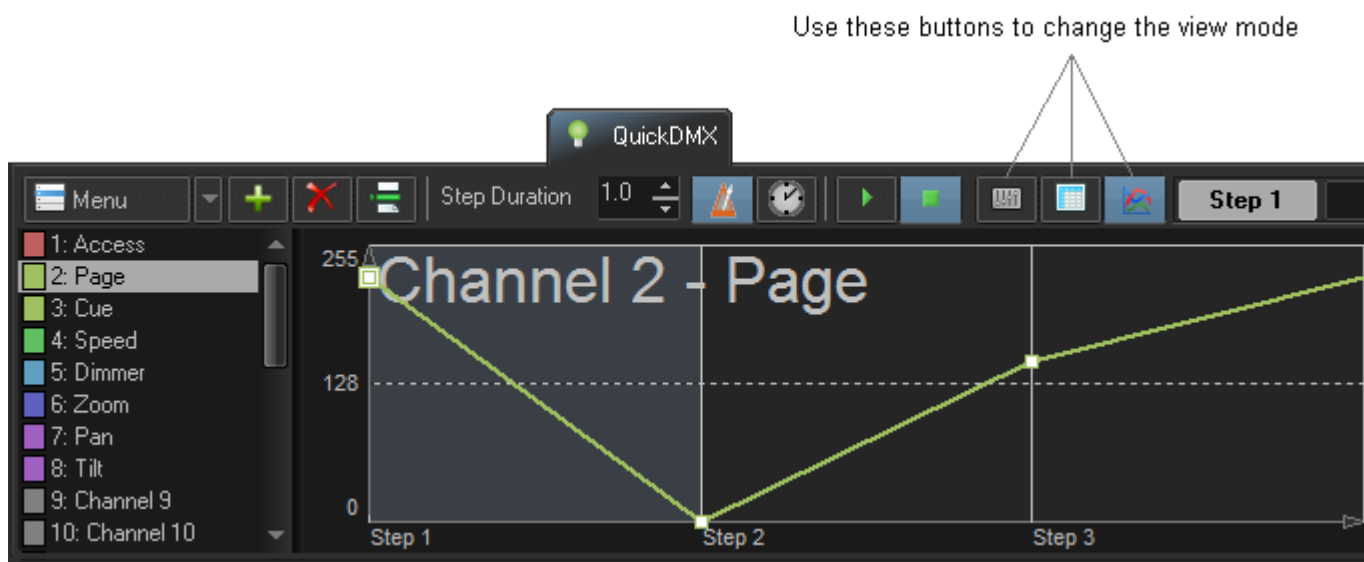 Use these buttons to change the view mode
QuickDMX
Menu
Step Duration
1.0
Step 1
1: Access
2: Page
3: Cue
4: Speed
5: Dimmer
6: Zoom
7: Pan
8: Tilt
9: Channel 9
10: Channel 10
255
Channel 2 - Page
128
0
Step 1
Step 2
Step 3